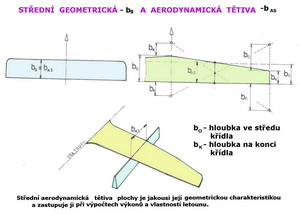 STŘEDNÍ GEOMETRICKÁ - bS A AERODYNAMICKÁ TĚTIVA - bAS
bO - hloubka ve středu
křídla
bK - hloubka na konci
křídla
Střední aerodynamická tětiva plochy je jakousi její geometrickou charakteristikou
a zastupuje ji při výpočtech výkonů a vlastností letounu.